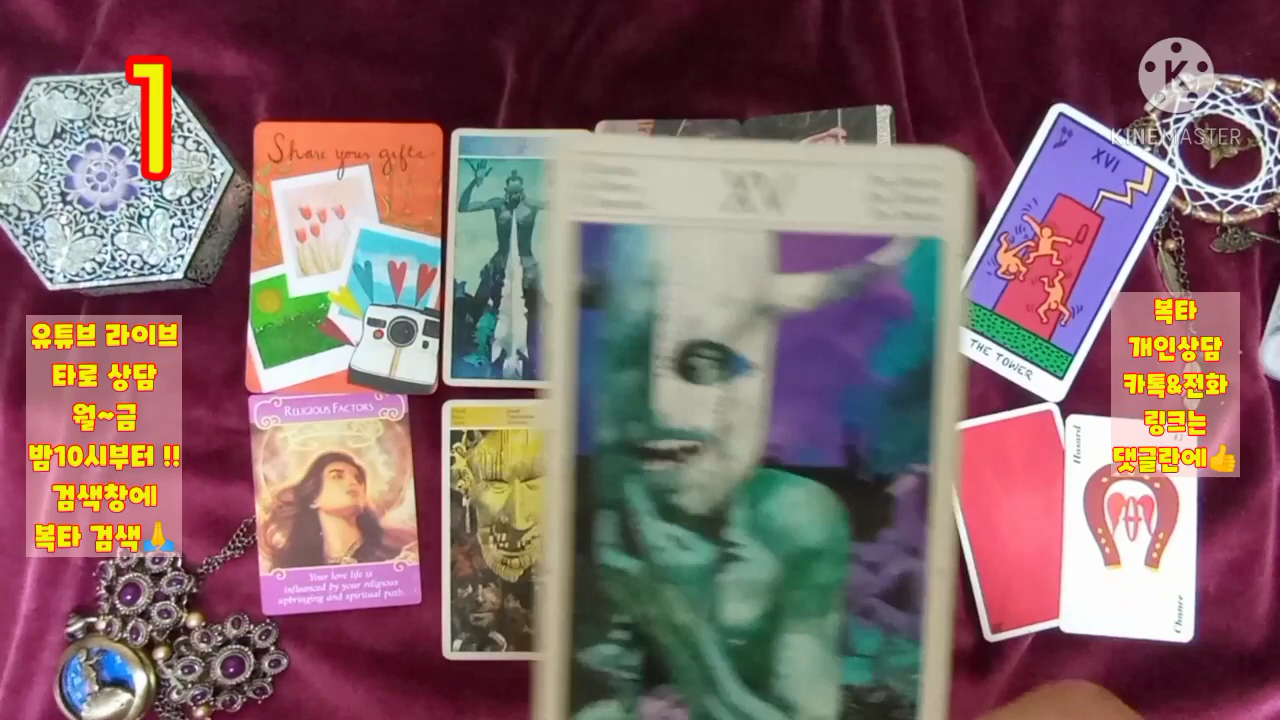 1
KINEMASTER
Share your gifts
XV
XVI
THE TOWER
유튜브 라이브
타로 상담
월~금
밤10시부터 !!
검색창에
복타 검색🙏
복타
개인상담
카톡&전화
링크는
댓글란에👍
RELIGIOUS FACTORS
Your love life is
influenced by your religious
upbringing and spiritual path.
Hasard
Chance